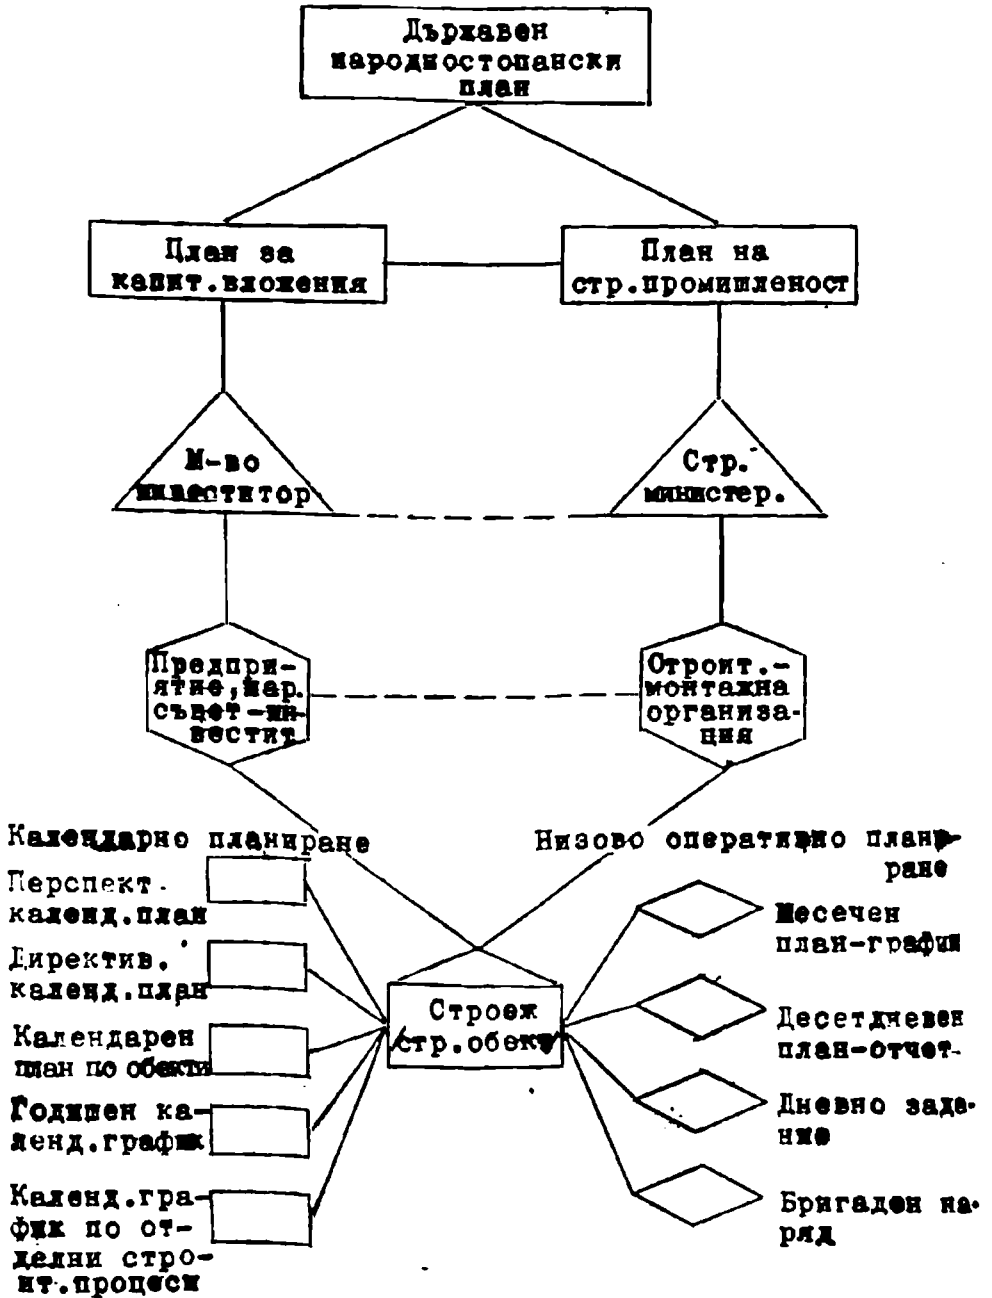 Държавен
народностопански
план
План за
капит.вложения
План на
стр.промишленост
М-во
инвеститор
Стр.
министер.
Предпри-
ятие,нар.
съвет-ин-
вестит
Строит.-
монтажна
организа-
ция
Календарно планиране
Низово оперативно плани-
ране
Перспект.
календ.план
Директив.
календ.план
Календарен
план по обекти
Годишен ка-
ленд.график
Календ.гра-
фик по от-
делни стро-
ит.процеси
Строеж
/стр.обект/
Месечен
план-график
Десетдневен
план-отчет
Дневно зада-
ние
Бригаден на-
ряд